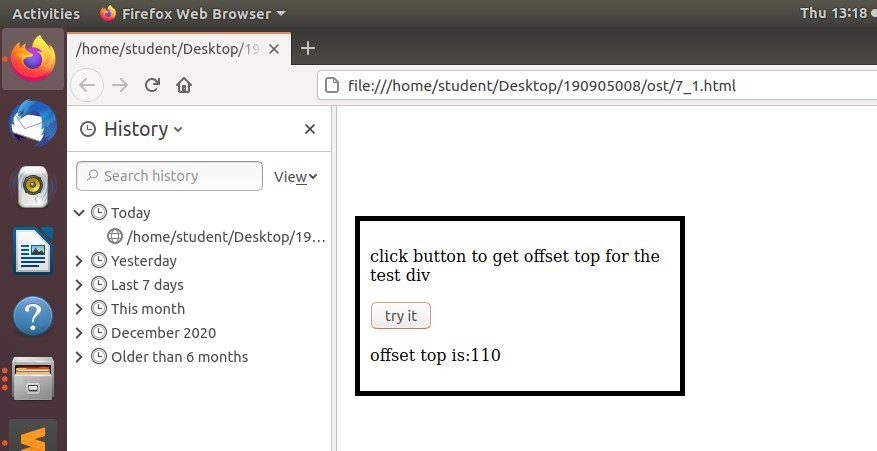 Activities Firefox Web Browser Thu 13:18
/home/student/Desktop/190
file:///home/student/Desktop/190905008/ost/7_1.html
History
Search history View
Today
/home/student/Desktop/19…
Yesterday
Last 7 days
This month
December 2020
Older than 6 months
click button to get offset top for the
test div
try it
offset top is:110